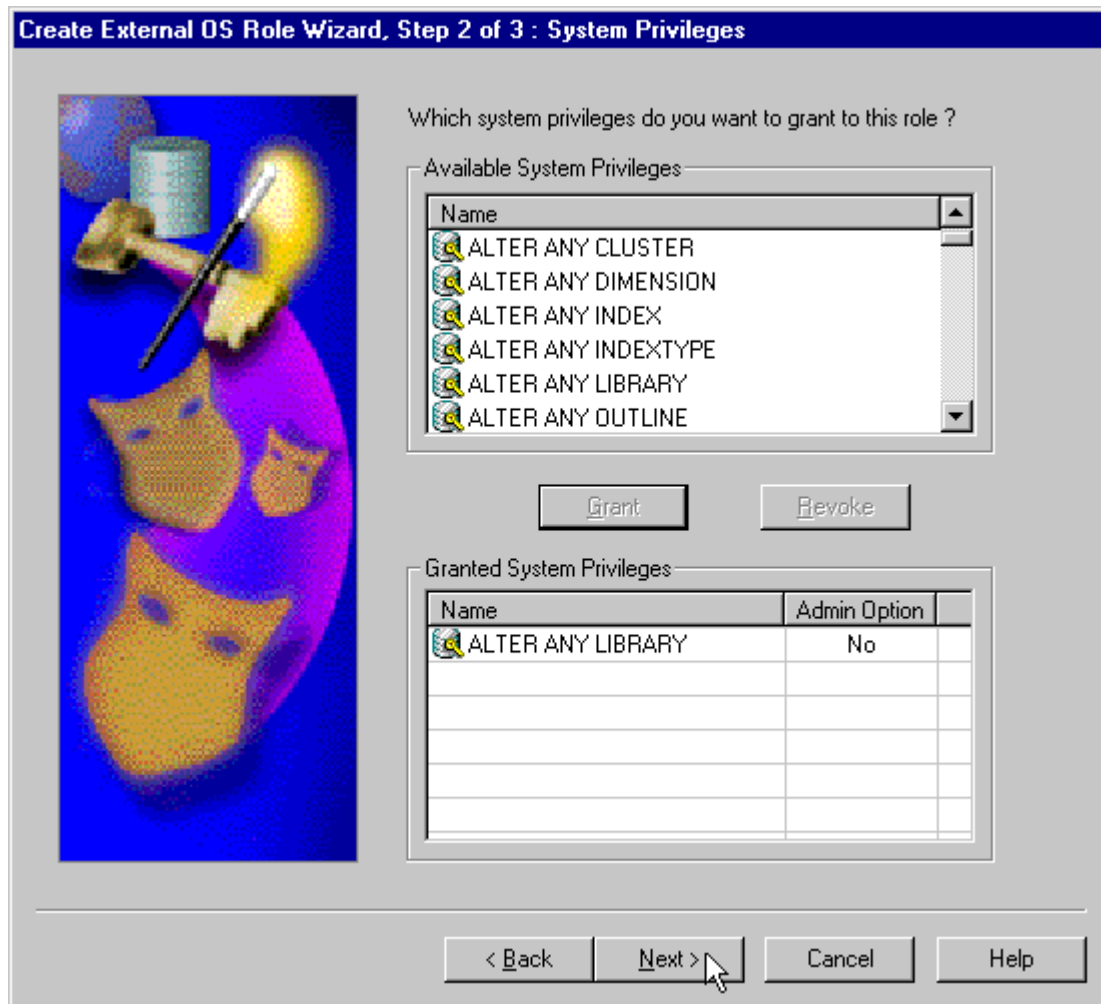 Create External OS Role Wizard, Step 2 of 3 : System Privileges
Which system privileges do you want to grant to this role ?
Available System Privileges
Name
ALTER ANY CLUSTER
ALTER ANY DIMENSION
ALTER ANY INDEX
ALTER ANY INDEXTYPE
ALTER ANY LIBRARY
ALTER ANY OUTLINE
Grant Revoke
Granted System Privileges
Name Admin Option
ALTER ANY LIBRARY No
< Back Next > Cancel Help